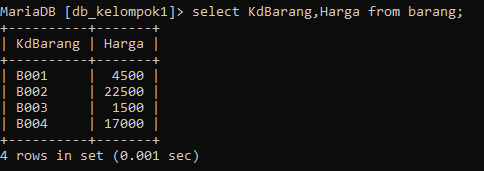 MariaDB [db_kelompok1]> select KdBarang,Harga from barang;
+----------+-------+
| KdBarang | Harga |
+----------+-------+
| B001     |  4500 |
| B002     | 22500 |
| B003     |  1500 |
| B004     | 17000 |
+----------+-------+
4 rows in set (0.001 sec)